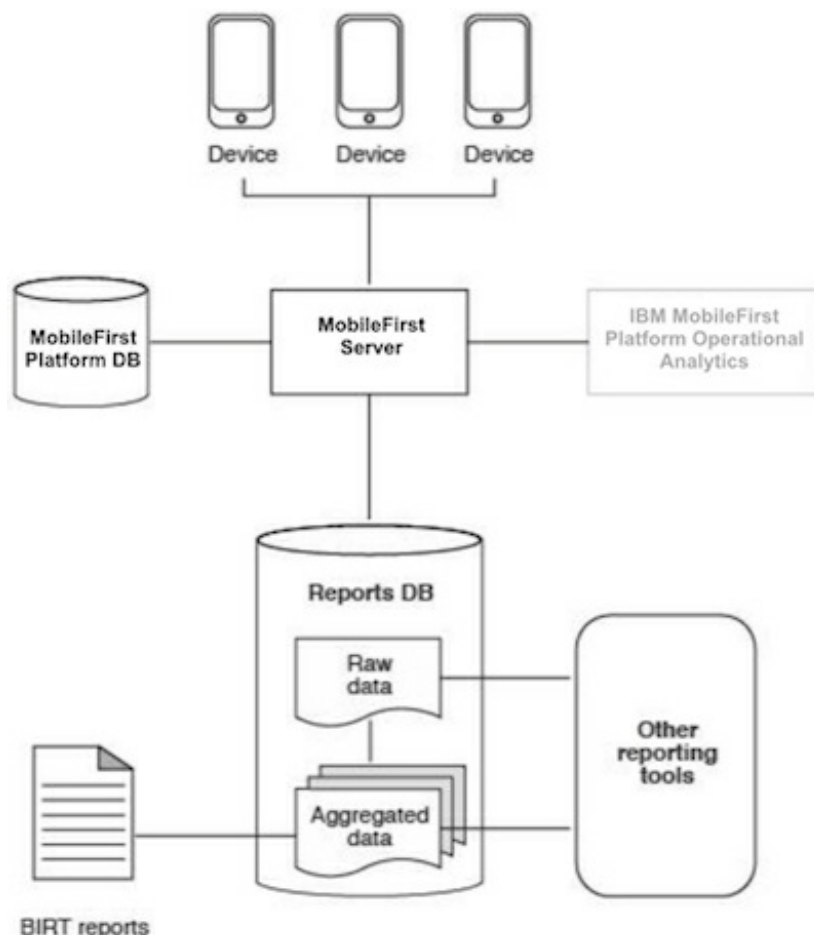 Device
Device
Device
MobileFirst
Platform DB
MobileFirst
Server
IBM MobileFirst
Platform Operational
Analytics
Reports DB
Raw
data
Aggregated
data
Other
reporting
tools
BIRT reports